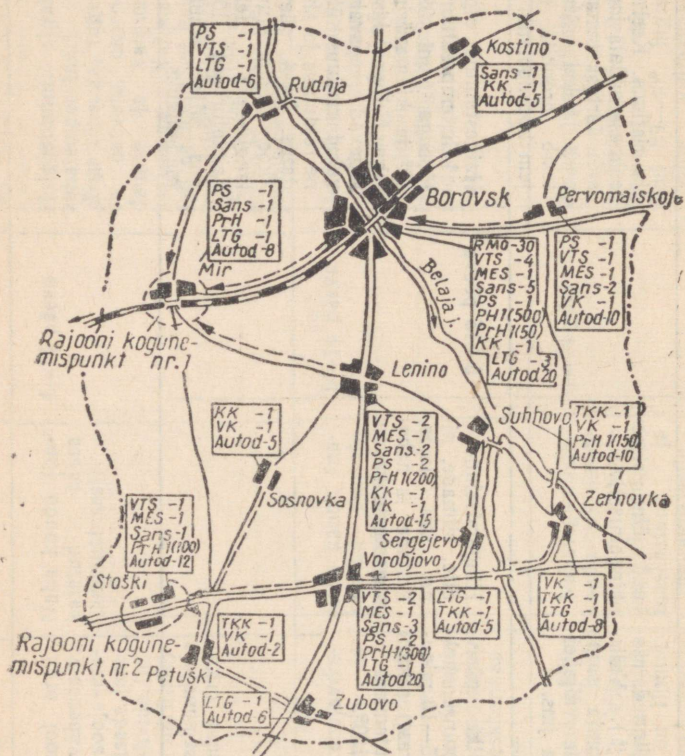 PS -1
VTS -1
LTG -1
Autod-6
Rudnja
Kostino
Sans-1
KK -1
Autod-5
PS -1
Sans-1
PrH -1
LTG -1
Autod-8
Mir
Borovsk
Pervomaiskoje
RMo-30
VTS -4
MES -1
Sans-5
PS -1
PH1(500)
PrH1(50)
KK -1
LTG -3
Autod.20
PS -1
VTS -1
MES -1
Sans-2
VK -1
Autod-10
Belaja j.
Rajooni kogune-
mispunkt nr.1
Lenino
KK -1
VK -1
Autod-5
Sosnovka
VTS -2
MES -1
Sans-2
PS -2
PrH1(200)
KK -1
VK -1
Autod-15
Suhhovo
TKK -1
VK -1
PrH1(150)
Autod-10
Zernovka
VTS -1
MES -1
Sans-1
PrH1(100)
Autod-12
Stoški
Sergejevo
Vorobjovo
Rajooni kogune-
mispunkt nr.2
TKK -1
VK -1
Autod-2
Petuški
VTS -2
MES -1
Sans-3
PS -2
PrH-1(300)
LTG -1
Autod20
LTG -1
TKK -1
Autod-5
VK -1
TKK -1
LTG -1
Autod-8
LTG -1
Autod 6
Zubovo